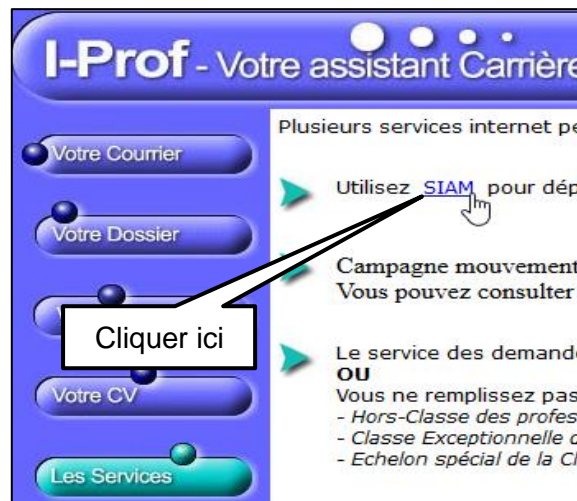 I-Prof - Votre assistant Carrière
Plusieurs services internet pe
Votre Courrier
Utilisez SIAM pour dép
Votre Dossier
Campagne mouvement
Vous pouvez consulter
Cliquer ici
Le service des demande
OU
Votre CV
Vous ne remplissez pas
- Hors-Classe des profes
- Classe Exceptionnelle d
- Echelon spécial de la Cl
Les Services